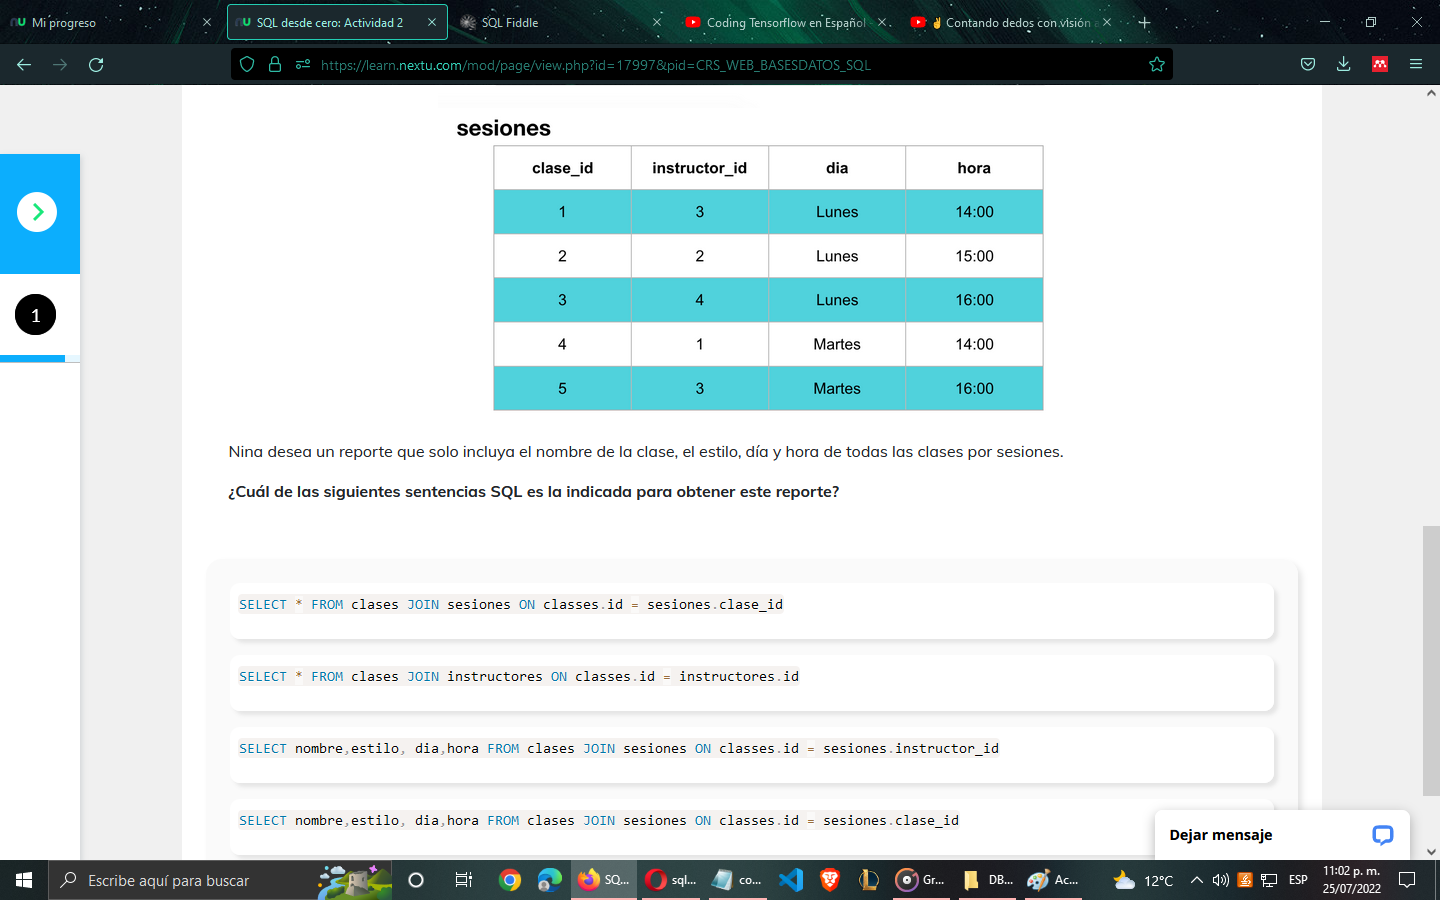 Mi progreso
SQL desde cero: Actividad 2
SQL Fiddle
Coding Tensorflow en Español
Contando dedos con visión a
https://learn.nextu.com/mod/page/view.php?id=17997&pid=CRS_WEB_BASESDATOS_SQL
sesiones
clase_id instructor_id dia hora
1 3 Lunes 14:00
2 2 Lunes 15:00
3 4 Lunes 16:00
4 1 Martes 14:00
5 3 Martes 16:00
1
Nina desea un reporte que solo incluya el nombre de la clase, el estilo, día y hora de todas las clases por sesiones.
¿Cuál de las siguientes sentencias SQL es la indicada para obtener este reporte?
SELECT * FROM clases JOIN sesiones ON classes.id = sesiones.clase_id
SELECT * FROM clases JOIN instructores ON classes.id = instructores.id
SELECT nombre,estilo, dia,hora FROM clases JOIN sesiones ON classes.id = sesiones.instructor_id
SELECT nombre,estilo, dia,hora FROM clases JOIN sesiones ON classes.id = sesiones.clase_id
Dejar mensaje
Escribe aquí para buscar
SQ...
sql...
co...
Gr...
DB...
Ac...
12°C
ESP
11:02 p. m.
25/07/2022